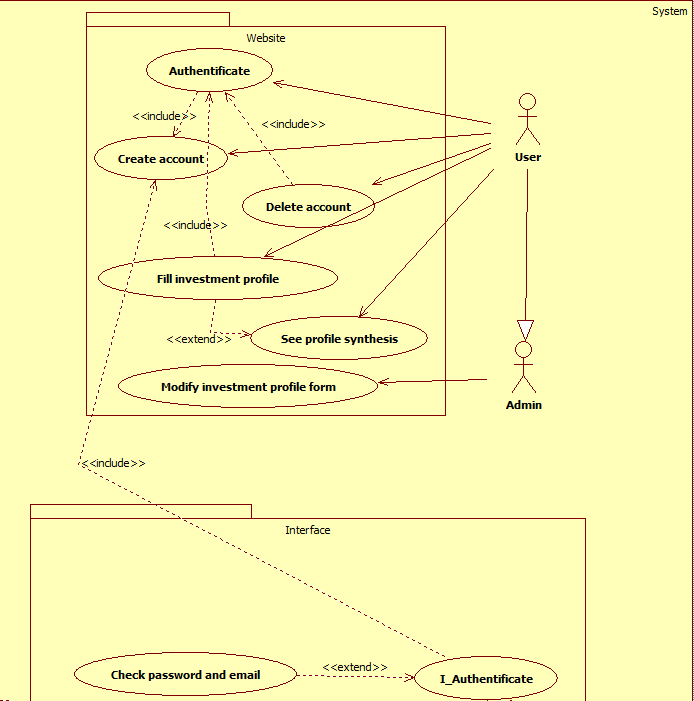 System
Website
Authentificate
<<include>>
<<include>>
Create account
User
Delete account
<<include>>
Fill investment profile
<<extend>>
See profile synthesis
Modify investment profile form
Admin
<<include>>
Interface
Check password and email
<<extend>>
I_Authentificate